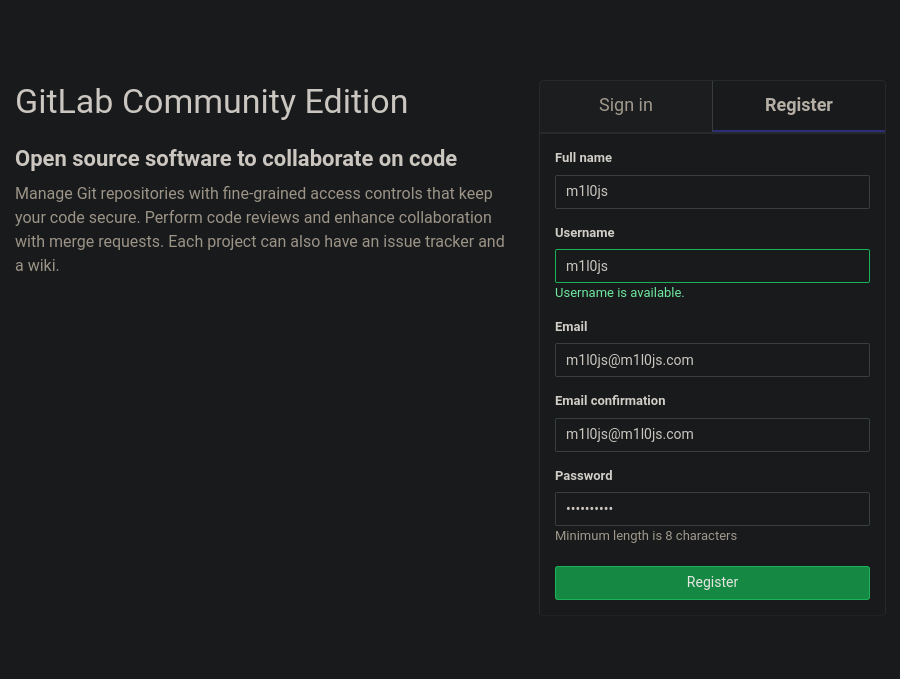 GitLab Community Edition
Open source software to collaborate on code
Manage Git repositories with fine-grained access controls that keep
your code secure. Perform code reviews and enhance collaboration
with merge requests. Each project can also have an issue tracker and
a wiki.
Sign in
Register
Full name
m1l0js
Username
m1l0js
Username is available.
Email
m1l0js@m1l0js.com
Email confirmation
m1l0js@m1l0js.com
Password
••••••••••
Minimum length is 8 characters
Register